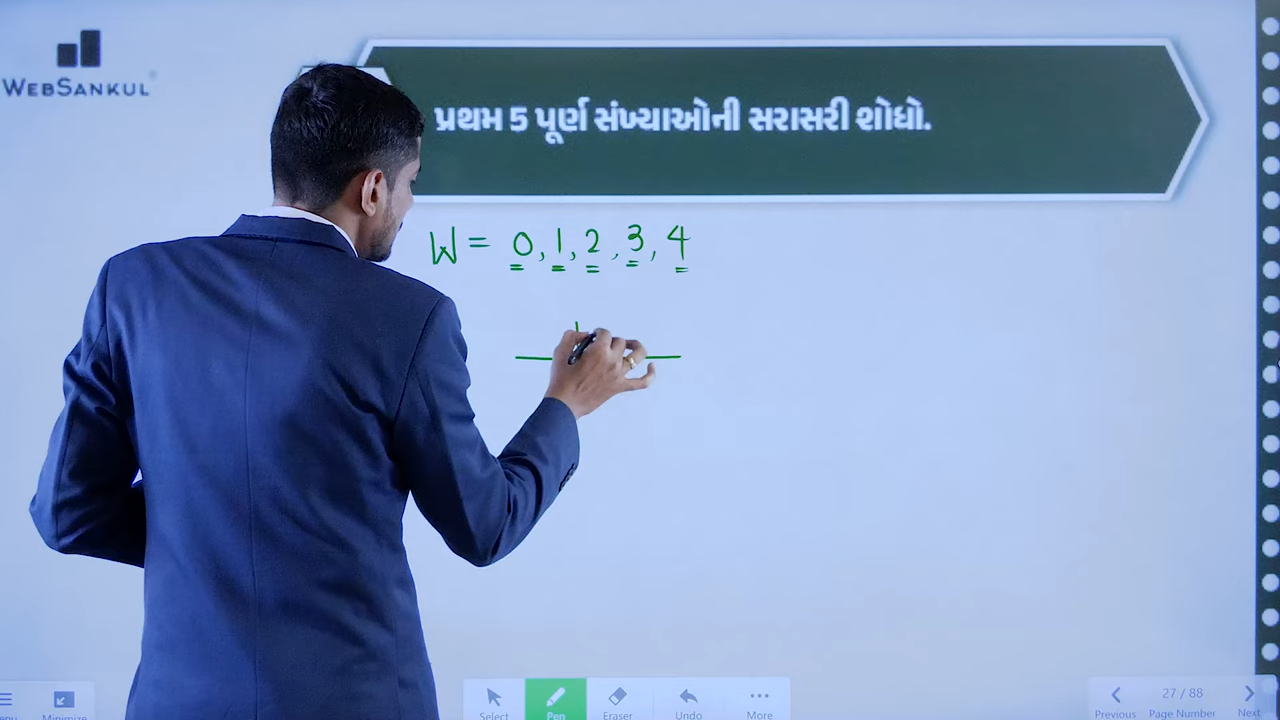 WEBSANKUL®
પ્રથમ 5 પૂર્ણ સંખ્યાઓની સરાસરી શોધો.
W = 0, 1, 2, 3, 4
Minimize
Select
Pen
Eraser
Undo
More
27 / 88
Previous
Page Number
Next